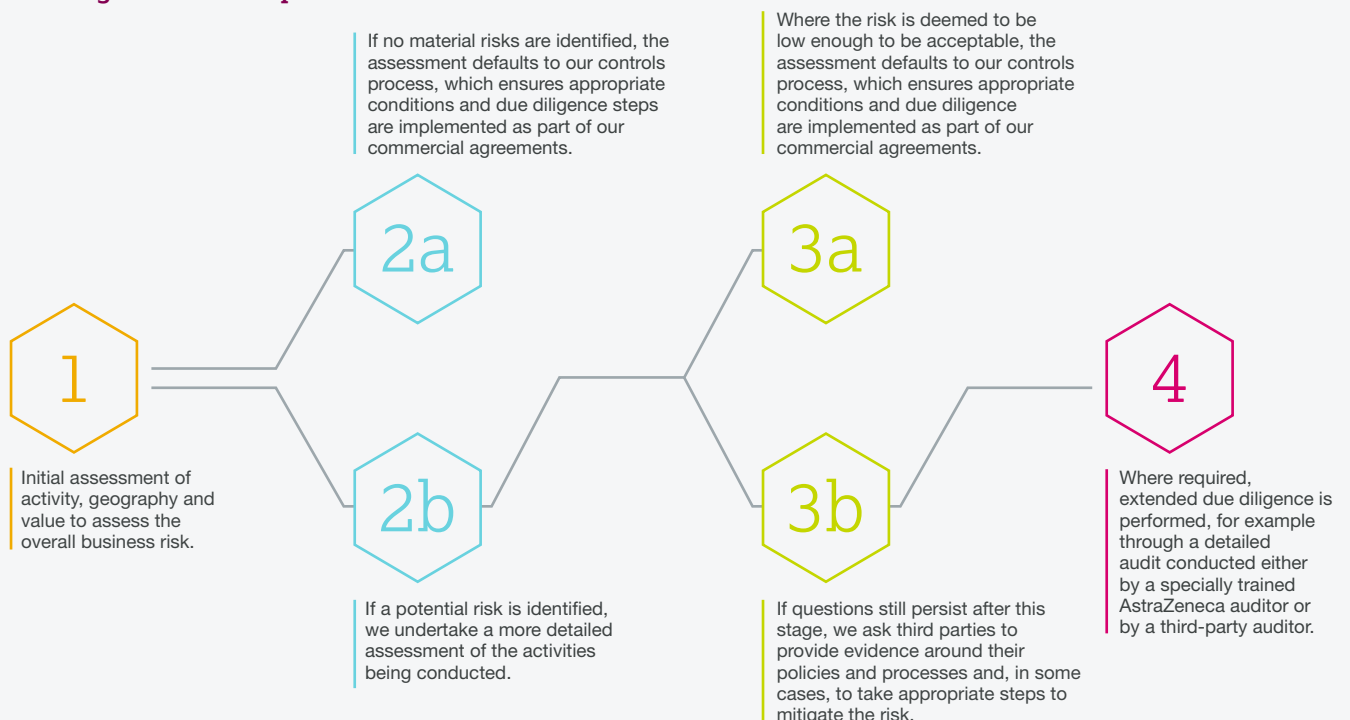 1
Initial assessment of
activity, geography and
value to assess the
overall business risk.
If no material risks are identified, the
assessment defaults to our controls
process, which ensures appropriate
conditions and due diligence steps
are implemented as part of our
commercial agreements.
2a
2b
If a potential risk is identified,
we undertake a more detailed
assessment of the activities
being conducted.
Where the risk is deemed to be
low enough to be acceptable, the
assessment defaults to our controls
process, which ensures appropriate
conditions and due diligence
are implemented as part of our
commercial agreements.
3a
3b
If questions still persist after this
stage, we ask third parties to
provide evidence around their
policies and processes and, in some
cases, to take appropriate steps to
mitigate the risk.
4
Where required,
extended due diligence is
performed, for example
through a detailed
audit conducted either
by a specially trained
AstraZeneca auditor or
by a third-party auditor.